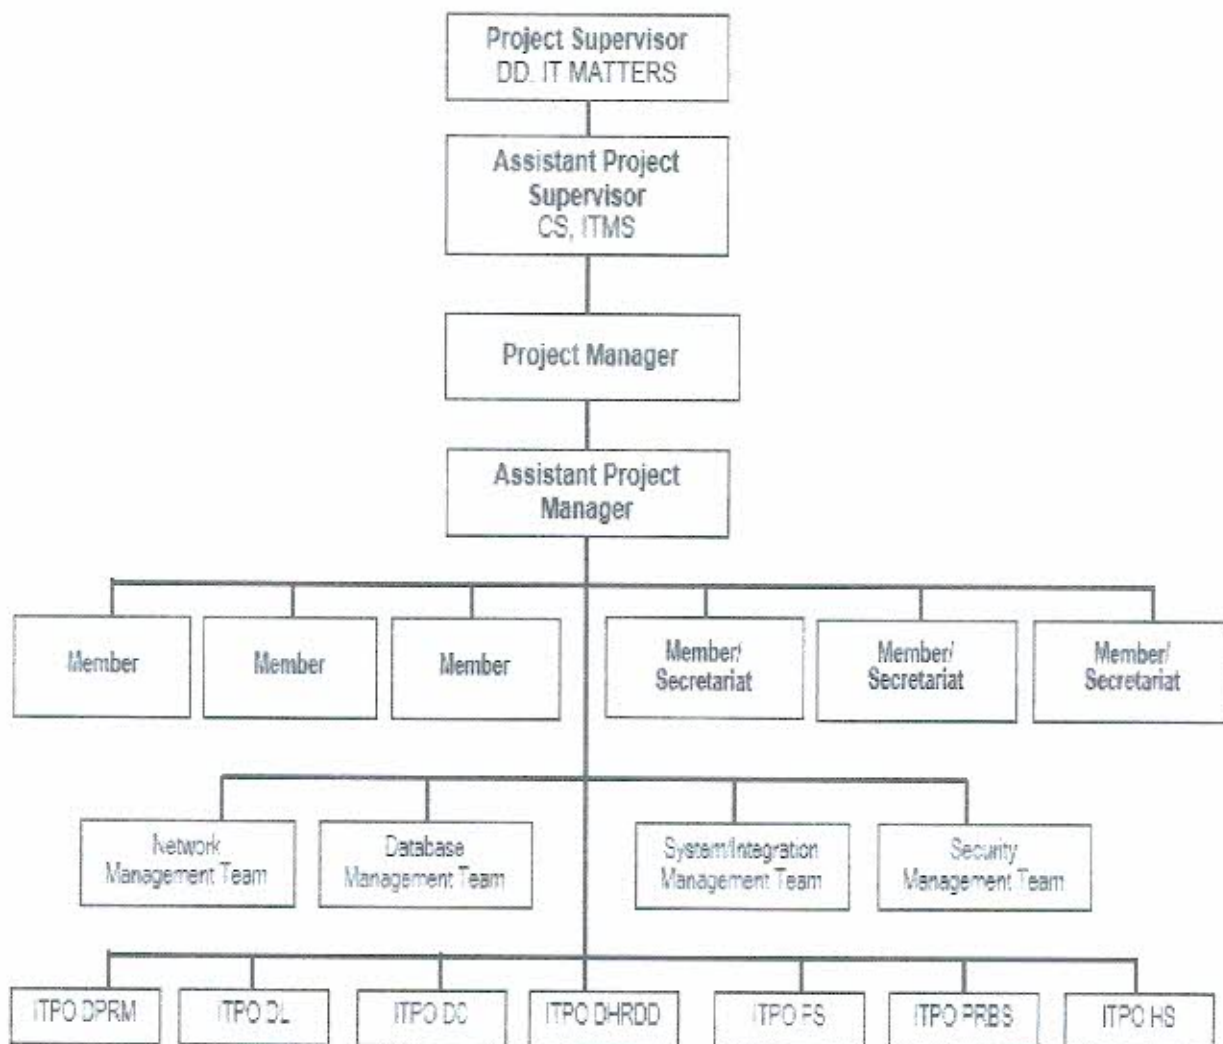 Project Supervisor
DD. IT MATTERS
Assistant Project
Supervisor
CS, ITMS
Project Manager
Assistant Project
Manager
Member
Member
Member
Member/
Secretariat
Member/
Secretariat
Member/
Secretariat
Network
Management Team
Database
Management Team
System/Integration
Management Team
Security
Management Team
ITPO DPRM
ITPO DL
ITPO DC
ITPO DHRDD
ITPO FS
ITPO PRBS
ITPO HS